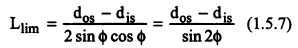 L_lim = (d_os − d_is) / (2 sin ϕ cos ϕ) = (d_os − d_is) / (sin 2ϕ) (1.5.7)